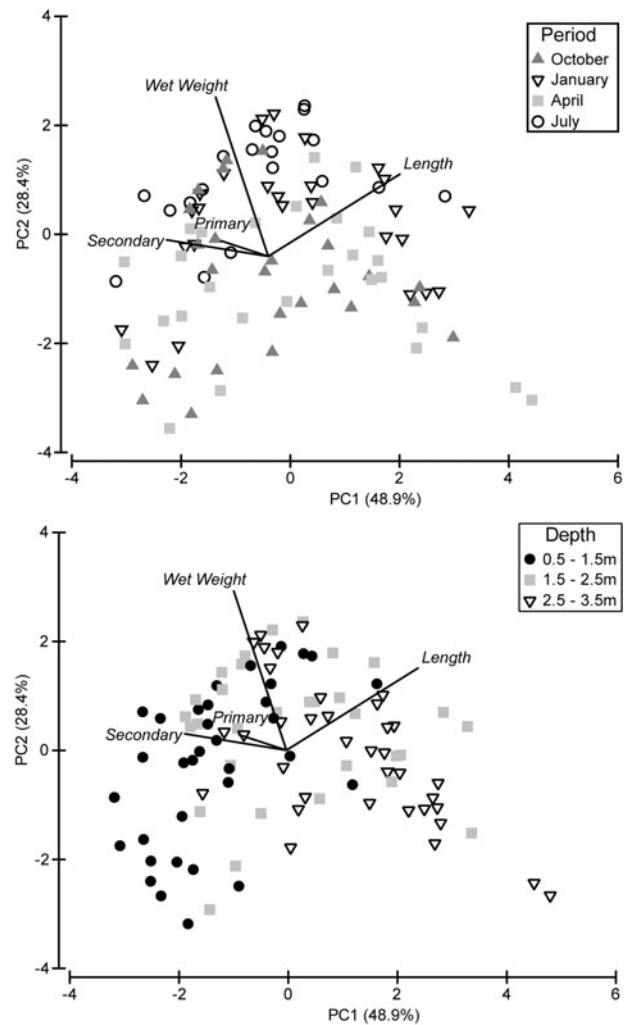 4
2
0
-2
-4
PC2 (28.4%)
Wet Weight
Length
Primary
Secondary
Period
October
January
April
July
-4
-2
0
2
4
6
PC1 (48.9%)
4
2
0
-2
-4
PC2 (28.4%)
Wet Weight
Length
Primary
Secondary
Depth
0.5 - 1.5m
1.5 - 2.5m
2.5 - 3.5m
-4
-2
0
2
4
6
PC1 (48.9%)